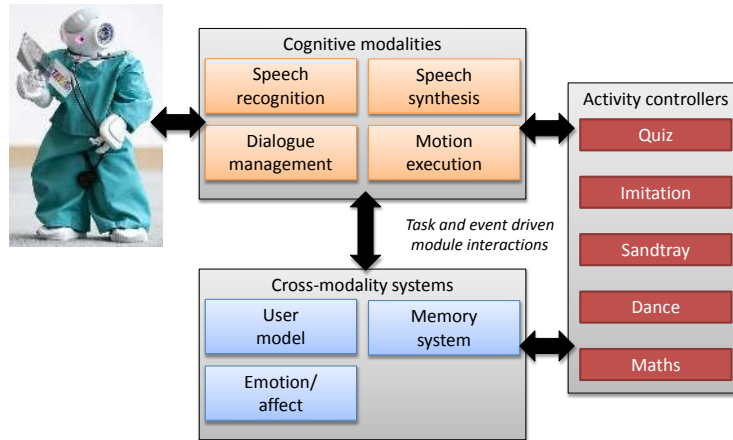 Cognitive modalities
Speech
recognition
Speech
synthesis
Dialogue
management
Motion
execution
Task and event driven
module interactions
Cross-modality systems
User
model
Memory
system
Emotion/
affect
Activity controllers
Quiz
Imitation
Sandtray
Dance
Maths